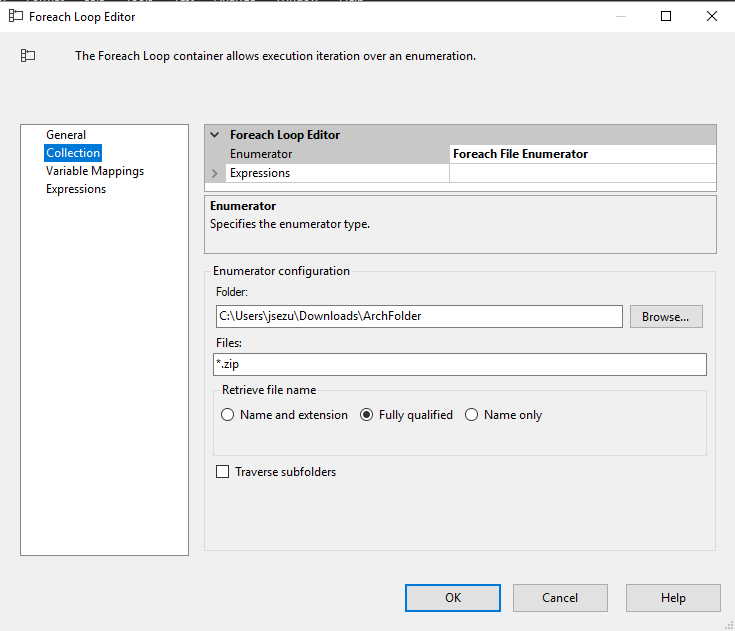 Foreach Loop Editor
The Foreach Loop container allows execution iteration over an enumeration.
General
Collection
Variable Mappings
Expressions
Foreach Loop Editor
Enumerator Foreach File Enumerator
Expressions
Enumerator
Specifies the enumerator type.
Enumerator configuration
Folder:
C:\Users\jsezu\Downloads\ArchFolder Browse...
Files:
*.zip
Retrieve file name
Name and extension Fully qualified Name only
Traverse subfolders
OK Cancel Help